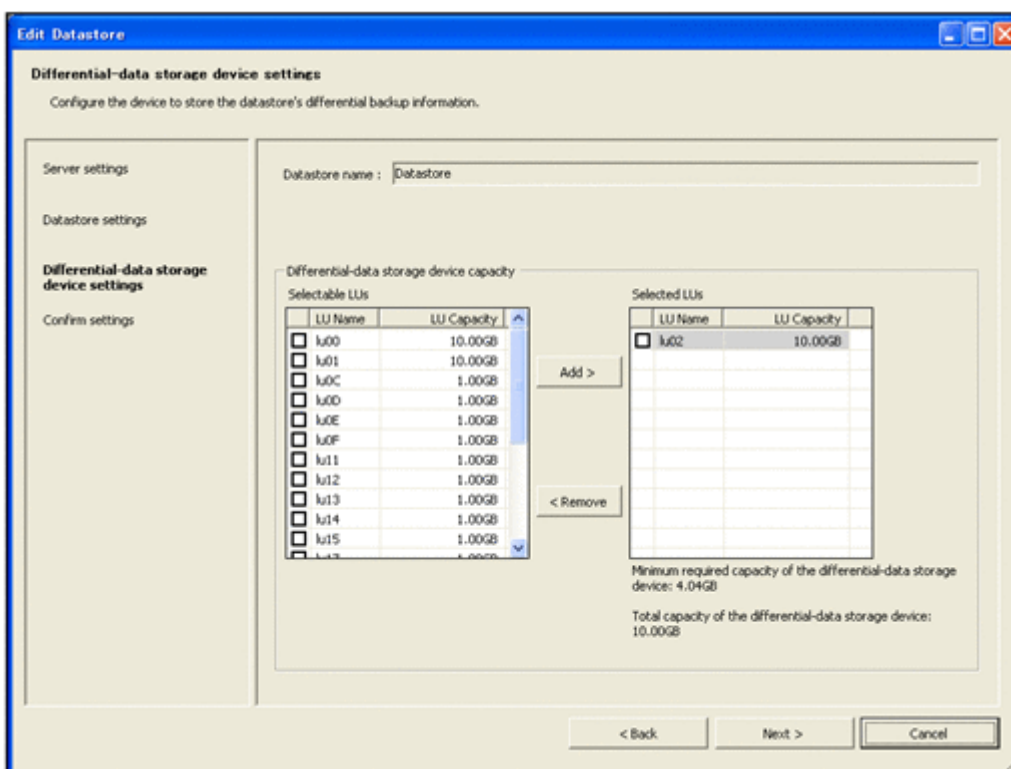 Edit Datastore
Differential-data storage device settings
Configure the device to store the datastore's differential backup information.
Server settings
Datastore settings
Differential-data storage
device settings
Confirm settings
Datastore name : Datastore
Differential-data storage device capacity
Selectable LUs
LU Name LU Capacity
lu00 10.00GB
lu01 10.00GB
lu0C 1.00GB
lu0D 1.00GB
lu0E 1.00GB
lu0F 1.00GB
lu11 1.00GB
lu12 1.00GB
lu13 1.00GB
lu14 1.00GB
lu15 1.00GB
Add >
< Remove
Selected LUs
LU Name LU Capacity
lu02 10.00GB
Minimum required capacity of the differential-data storage
device: 4.04GB
Total capacity of the differential-data storage device:
10.00GB
< Back Next > Cancel